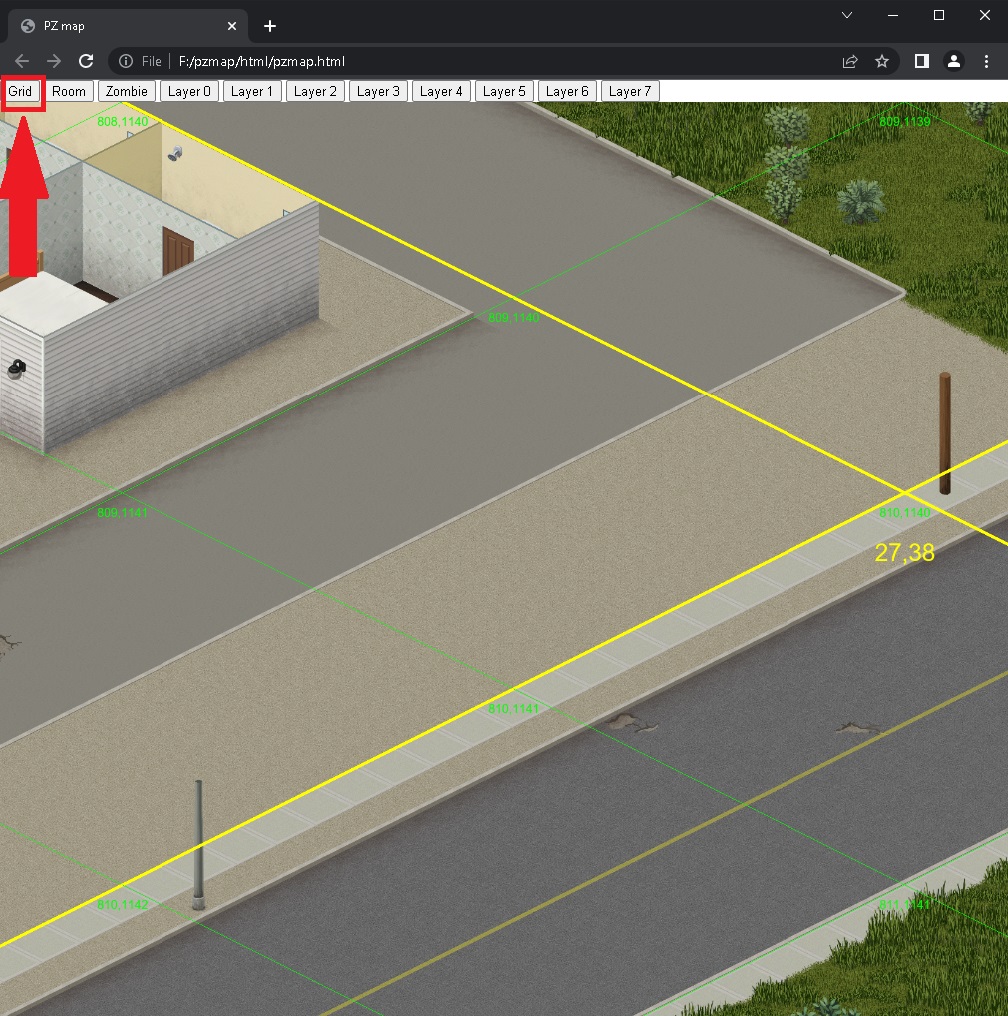 PZ map
File F:/pzmap/html/pzmap.html
Grid Room Zombie Layer 0 Layer 1 Layer 2 Layer 3 Layer 4 Layer 5 Layer 6 Layer 7
808,1140 809,1139
809,1140
809,1141 810,1140
27,38
810,1141
810,1142 811,1141